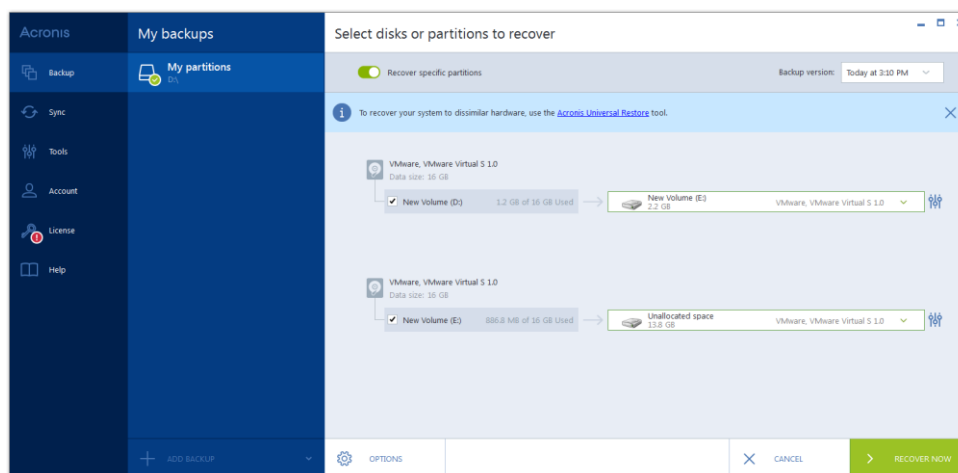 Acronis
My backups
Select disks or partitions to recover
Backup
My partitions
D:\
Recover specific partitions
Backup version:
Today at 3:10 PM
Sync
To recover your system to dissimilar hardware, use the Acronis Universal Restore tool.
Tools
VMware, VMware Virtual S 1.0
Data size: 16 GB
Account
New Volume (D:)
1.2 GB of 16 GB Used
New Volume (E:)
2.2 GB
VMware, VMware Virtual S 1.0
License
Help
VMware, VMware Virtual S 1.0
Data size: 16 GB
New Volume (E:)
886.8 MB of 16 GB Used
Unallocated space
13.8 GB
VMware, VMware Virtual S 1.0
ADD BACKUP
OPTIONS
CANCEL
RECOVER NOW